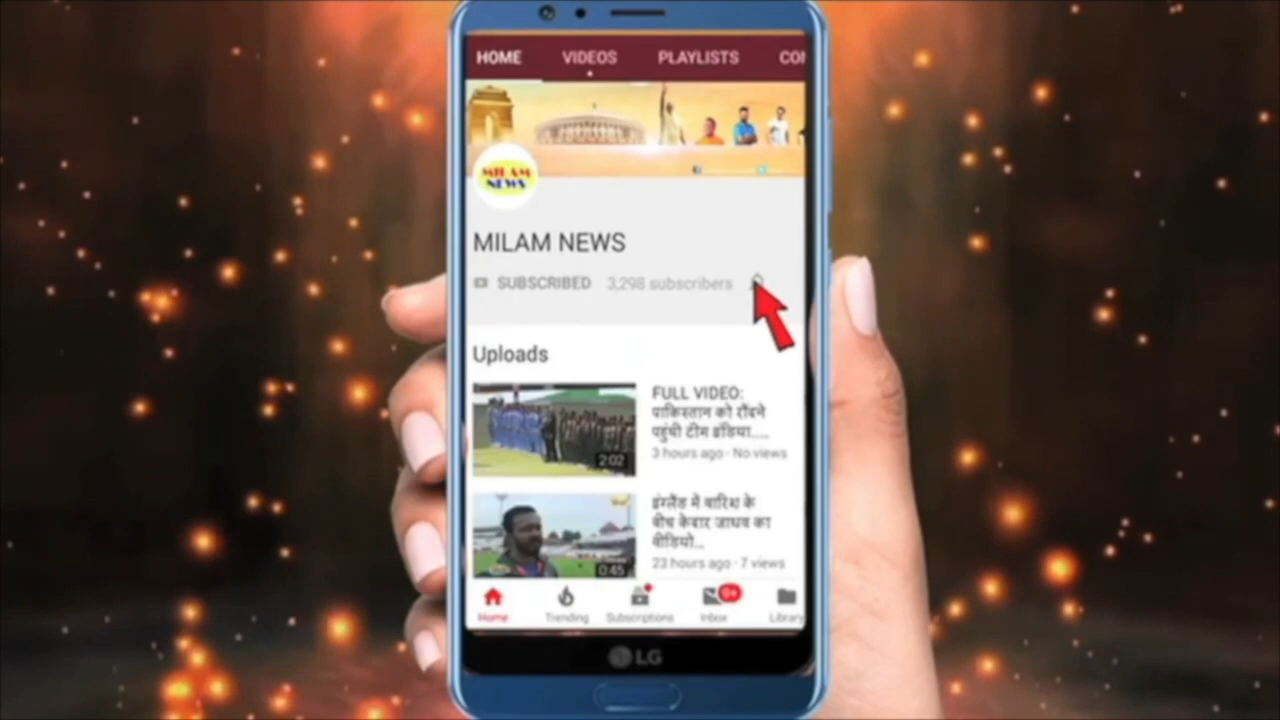 HOME VIDEOS PLAYLISTS CON
MILAM
NEWS
MILAM NEWS
SUBSCRIBED 3,298 subscribers
Uploads
FULL VIDEO:
पाकिस्तान को रौंदने
पहुंची टीम इंडिया.....
3 hours ago · No views
2:02
इंग्लैंड में बारिश के
बीच केदार जाधव का
वीडियो...
23 hours ago · 7 views
0:45
9+
Home Trending Subscriptions Inbox Library
LG